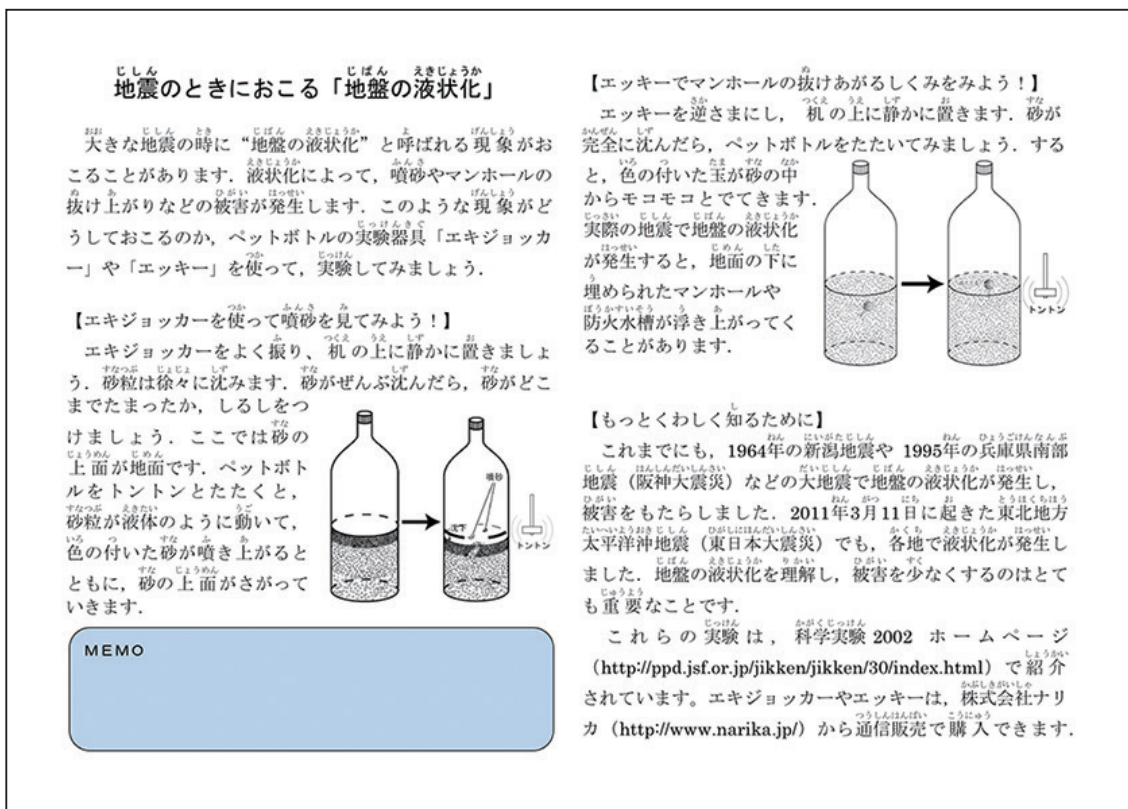 地震のときにおこる「地盤の液状化」
大きな地震の時に“地盤の液状化”と呼ばれる現象がお
こることがあります．液状化によって，噴砂やマンホールの
抜け上がりなどの被害が発生します．このような現象がど
うしておこるのか，ペットボトルの実験器具「エキジョッカ
ー」や「エッキー」を使って，実験してみましょう．
【エキジョッカーを使って噴砂を見てみよう！】
エキジョッカーをよく振り、机のうえに静かに置きましょ
う．砂粒は徐々に沈みます．砂がぜんぶ沈んだら，砂がどこ
までたまったか，しるしをつ
けましょう．ここでは砂の
上面が地面です．ペットボト
ルをトントンとたたくと，
砂粒が液体のように動いて，
色の付いた砂が噴き上がると
ともに，砂の上面がさがって
いきます．
噴砂
沈下
トントン
MEMO
【エッキーでマンホールの抜けあがるしくみをみよう！】
エッキーを逆さまにし，机の上に静かに置きます．砂が
完全に沈んだら，ペットボトルをたたいてみましょう．する
と，色の付いた玉が砂の中
からモコモコとでてきます．
実際の地震で地盤の液状化
が発生すると，地面の下に
埋められたマンホールや
防火水槽が浮き上がってく
ることがあります．
トントン
【もっとくわしく知るために】
これまでにも，1964年の新潟地震や 1995年の兵庫県南部
地震（阪神大震災）などの大地震で地盤の液状化が発生し，
被害をもたらしました．2011年3月11日に起きた東北地方
太平洋沖地震（東日本大震災）でも，各地で液状化が発生し
ました．地盤の液状化を理解し，被害を少なくするのはとて
も重要なことです．
これらの実験は，科学実験 2002 ホームページ
（http://ppd.jsf.or.jp/jikken/jikken/30/index.html）で紹介
されています。エキジョッカーやエッキーは，株式会社ナリ
カ（http://www.narika.jp/）から通信販売で購入できます．